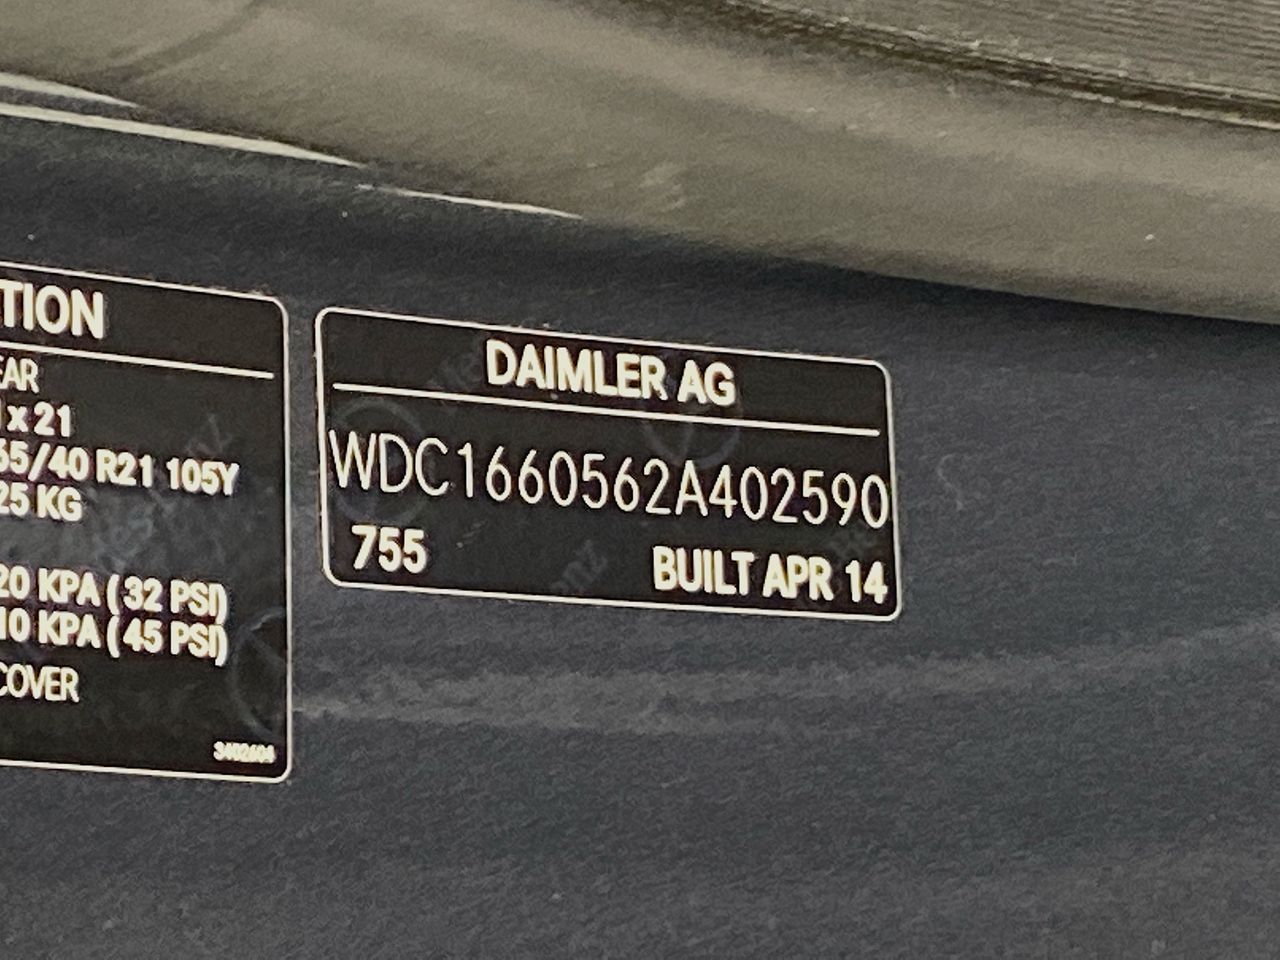 TION
EAR
x 21
65/40 R21 105Y
25 KG
20 KPA ( 32 PSI)
10 KPA ( 45 PSI)
COVER
DAIMLER AG
WDC1660562A402590
755 BUILT APR 14